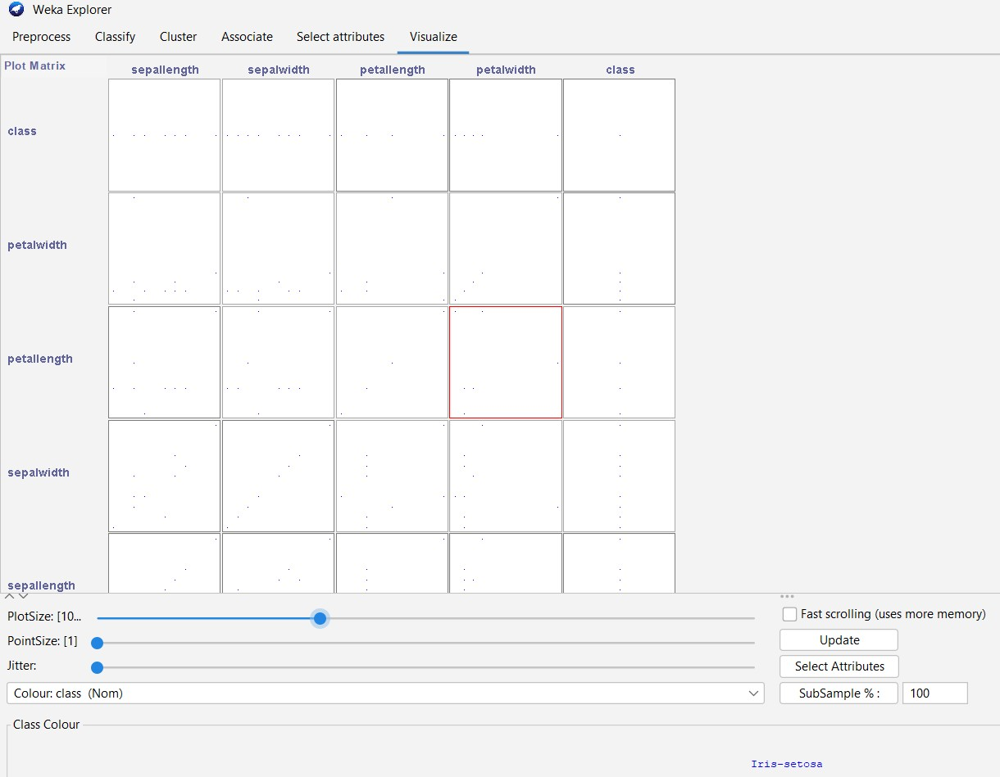 Weka Explorer
Preprocess Classify Cluster Associate Select attributes Visualize
Plot Matrix
sepallength sepalwidth petallength petalwidth class
class
petalwidth
petallength
sepalwidth
sepallength
PlotSize: [10...
Fast scrolling (uses more memory)
PointSize: [1]
Update
Jitter:
Select Attributes
Colour: class (Nom)
SubSample % : 100
Class Colour
Iris-setosa